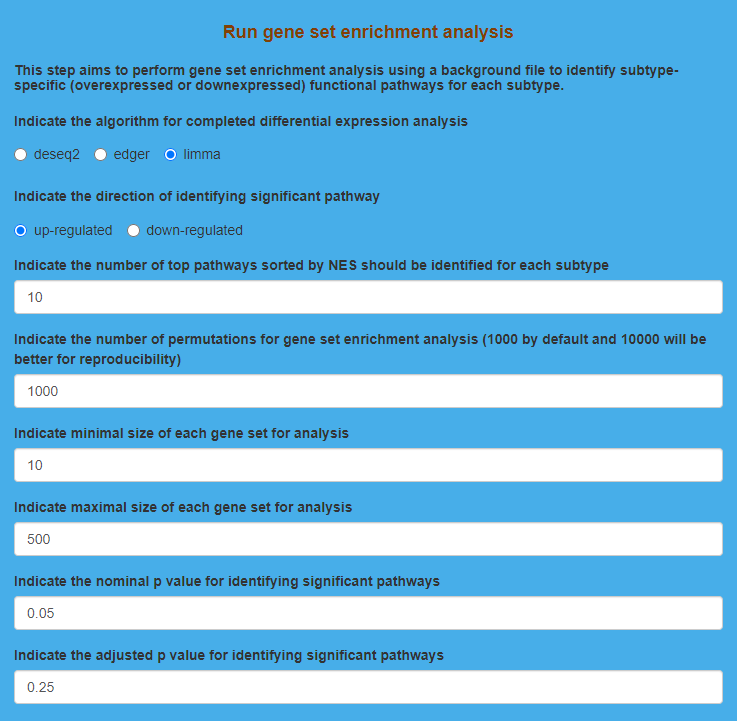 Run gene set enrichment analysis
This step aims to perform gene set enrichment analysis using a background file to identify subtype-
specific (overexpressed or downexpressed) functional pathways for each subtype.
Indicate the algorithm for completed differential expression analysis
deseq2 edger limma
Indicate the direction of identifying significant pathway
up-regulated down-regulated
Indicate the number of top pathways sorted by NES should be identified for each subtype
10
Indicate the number of permutations for gene set enrichment analysis (1000 by default and 10000 will be
better for reproducibility)
1000
Indicate minimal size of each gene set for analysis
10
Indicate maximal size of each gene set for analysis
500
Indicate the nominal p value for identifying significant pathways
0.05
Indicate the adjusted p value for identifying significant pathways
0.25